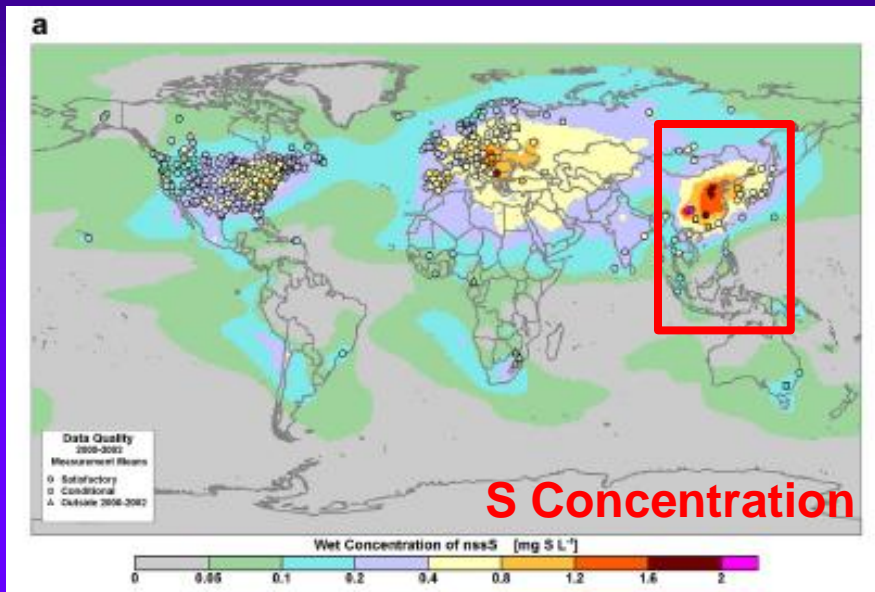 a
Data Quality
2000-2002
Measurement Means
Satisfactory
Conditional
Outside 2000-2002
S Concentration
Wet Concentration of nssS [mg S L⁻¹]
0 0.05 0.1 0.2 0.4 0.8 1.2 1.6 2